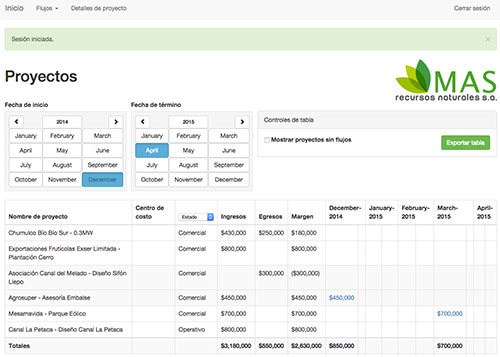 Inicio Flujos Detalles de proyecto Cerrar sesión
Sesión iniciada. ×
Proyectos
MAS
recursos naturales s.a.
Fecha de inicio
2014
January February March
April May June
July August September
October November December
Fecha de término
2015
January February March
April May June
July August September
October November December
Controles de tabla
Mostrar proyectos sin flujos
Exportar tabla
Nombre de proyecto Centro de costo Estado Ingresos Egresos Margen December-2014 January-2015 February-2015 March-2015 April-2015
Chumulco Bío Bío Sur - 0.3MW Comercial $430,000 $250,000 $180,000
Exportaciones Frutícolas Exser Limitada - Plantación Cerro Comercial $800,000 $800,000
Asociación Canal del Melado - Diseño Sifón Llepo Comercial $300,000 ($300,000)
Agrosuper - Asesoría Embalse Comercial $450,000 $450,000 $450,000
Mesamavida - Parque Eólico Comercial $700,000 $700,000 $700,000
Canal La Petaca - Diseño Canal La Petaca Operativo $800,000 $800,000
Totales $3,180,000 $550,000 $2,630,000 $850,000 $700,000